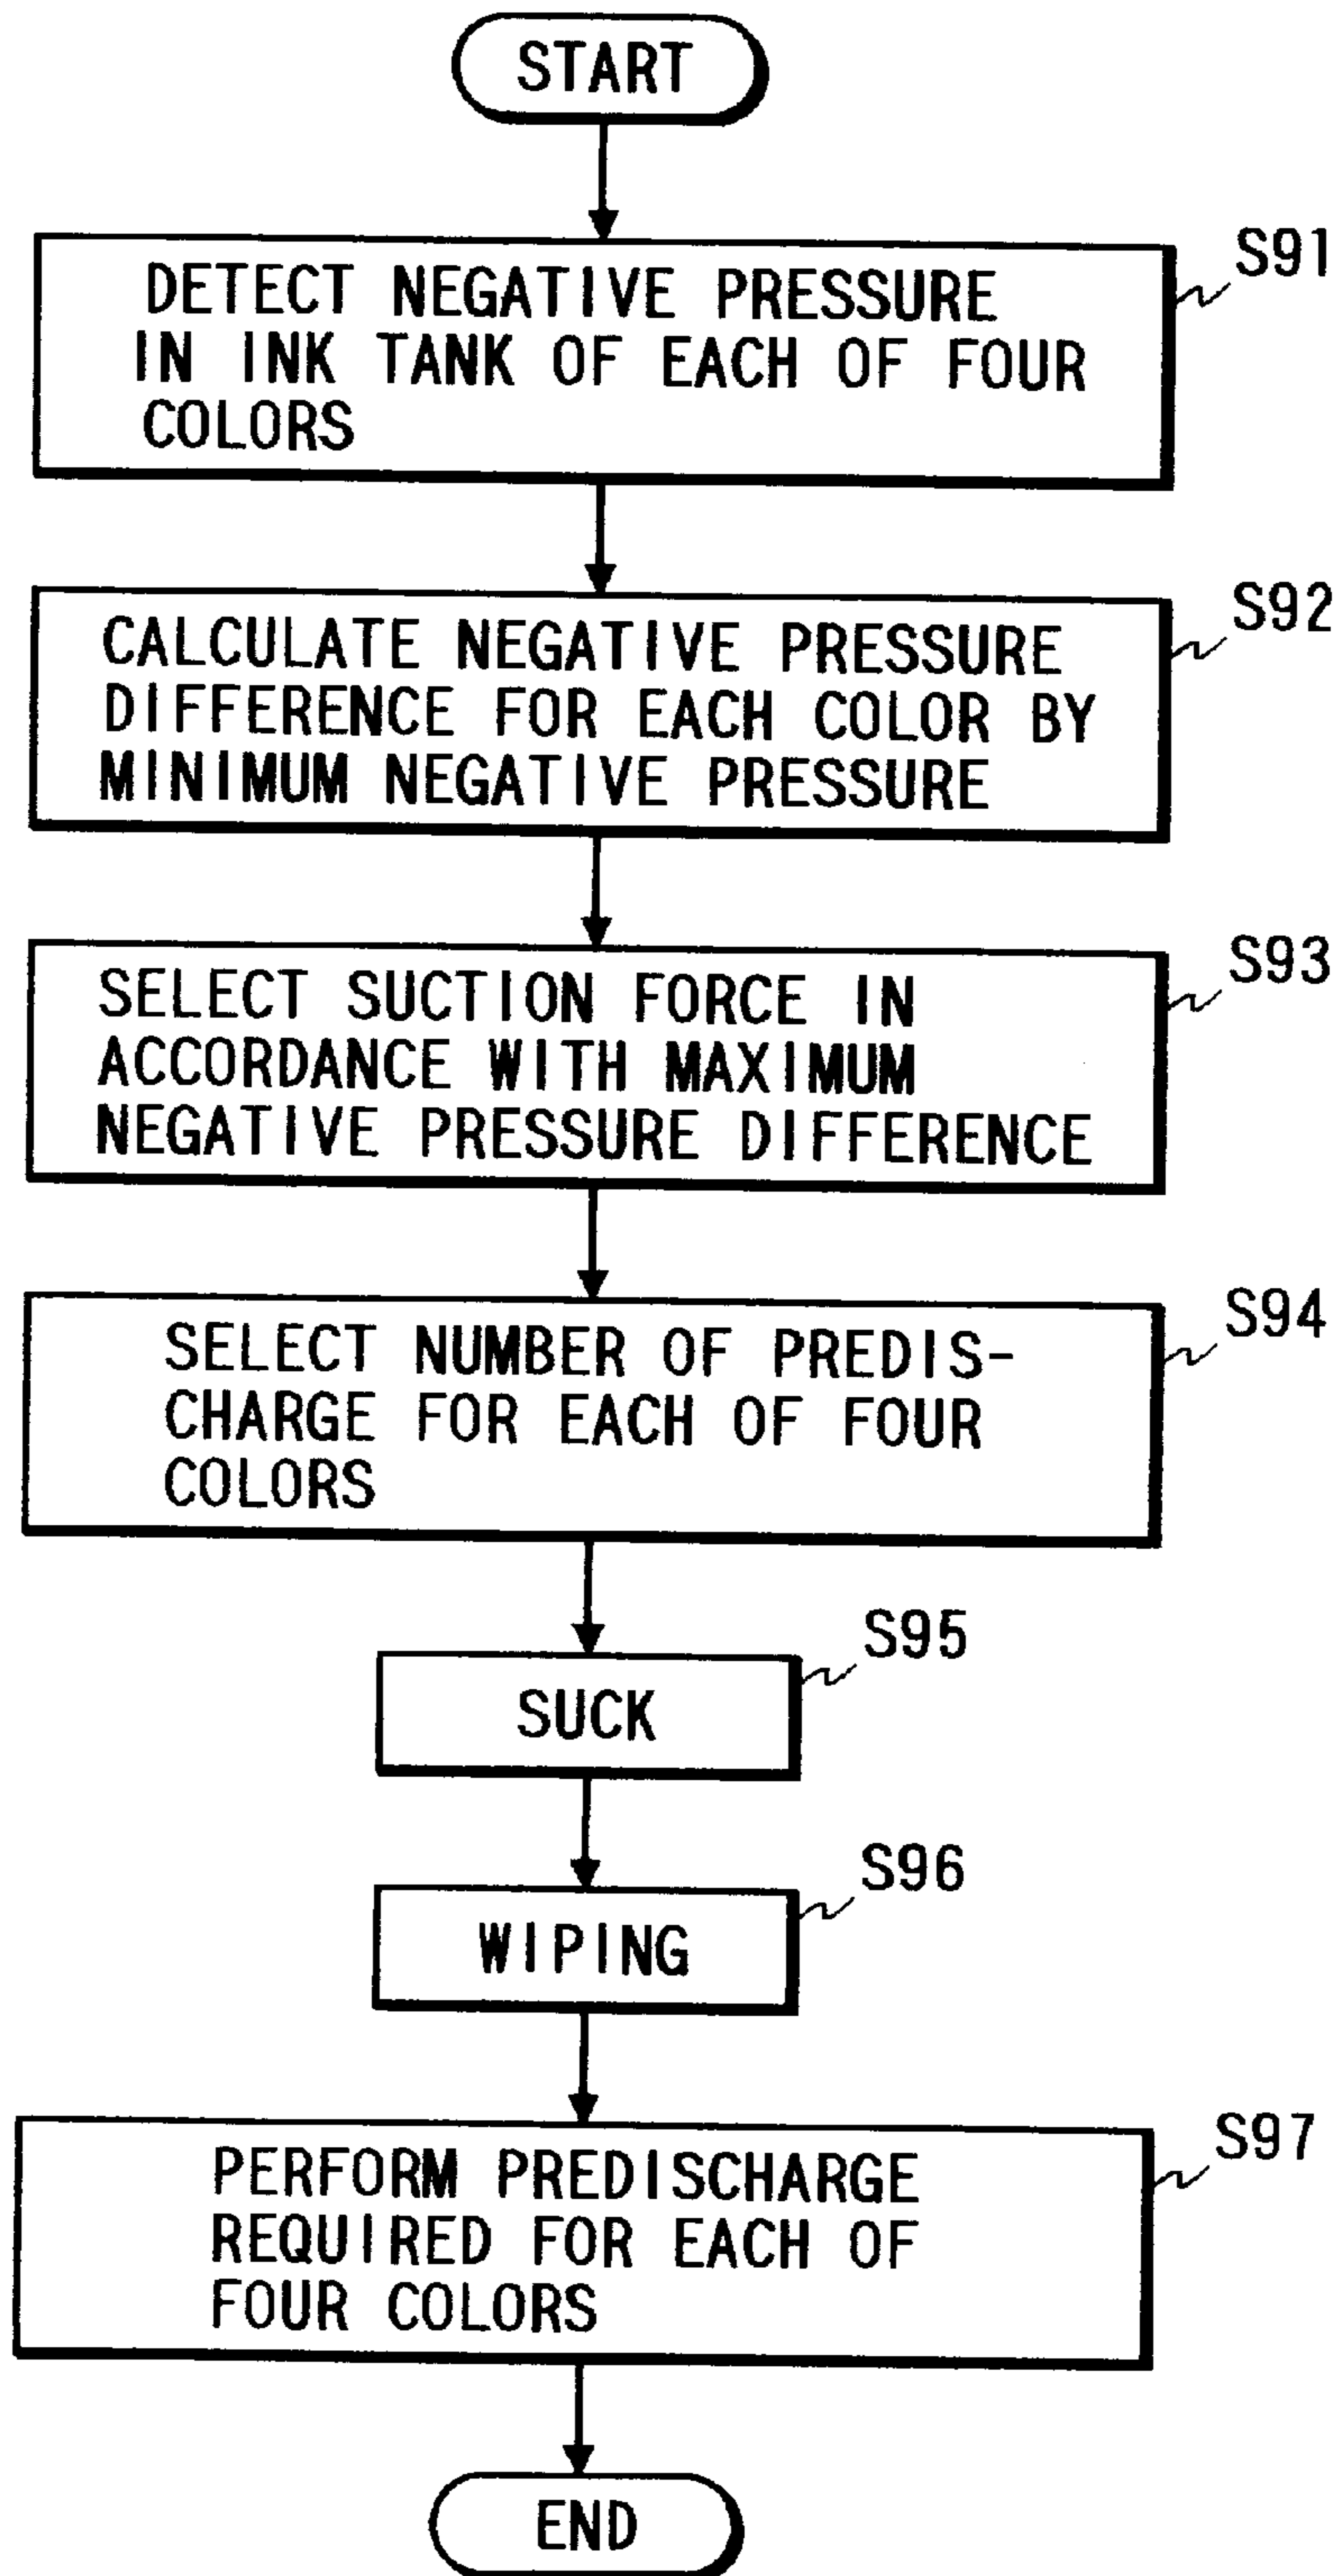 START
S91
DETECT NEGATIVE PRESSURE
IN INK TANK OF EACH OF FOUR
COLORS
S92
CALCULATE NEGATIVE PRESSURE
DIFFERENCE FOR EACH COLOR BY
MINIMUM NEGATIVE PRESSURE
S93
SELECT SUCTION FORCE IN
ACCORDANCE WITH MAXIMUM
NEGATIVE PRESSURE DIFFERENCE
S94
SELECT NUMBER OF PREDIS-
CHARGE FOR EACH OF FOUR
COLORS
S95
SUCK
S96
WIPING
S97
PERFORM PREDISCHARGE
REQUIRED FOR EACH OF
FOUR COLORS
END